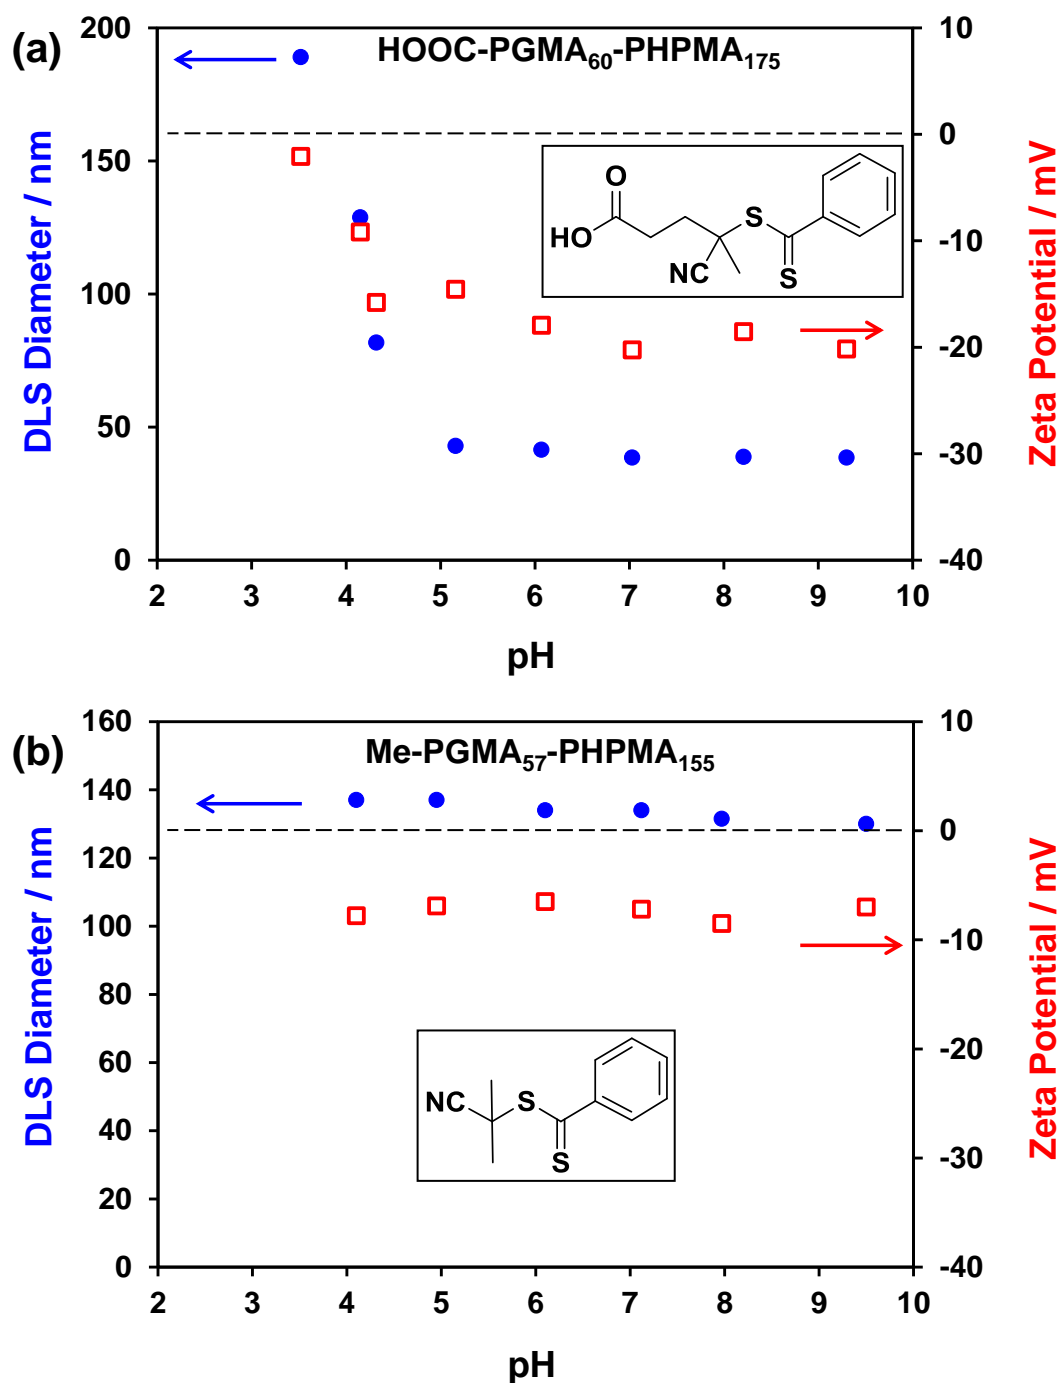 (a)
HOOC-PGMA60-PHPMA175
DLS Diameter / nm
200
150
100
50
0
Zeta Potential / mV
10
0
-10
-20
-30
-40
O
HO
NC
S
S
2 3 4 5 6 7 8 9 10
pH
(b)
Me-PGMA57-PHPMA155
DLS Diameter / nm
160
140
120
100
80
60
40
20
0
Zeta Potential / mV
10
0
-10
-20
-30
-40
NC
S
S
2 3 4 5 6 7 8 9 10
pH